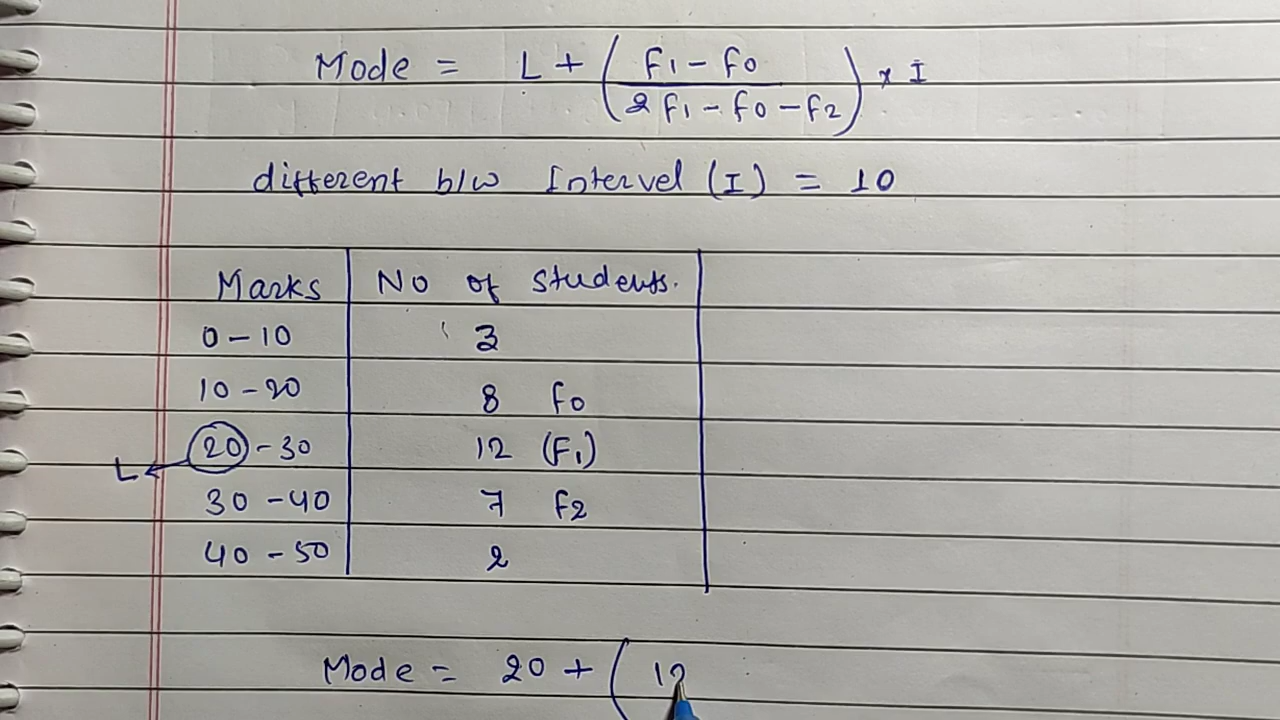 Mode = L + (f1 - f0 / 2f1 - f0 - f2) × I
different b/w Intervel (I) = 10
Marks No of students.
0-10 3
10-20 8 f0
20-30 12 (F1)
L
30-40 7 f2
40-50 2
Mode = 20 + ( 12